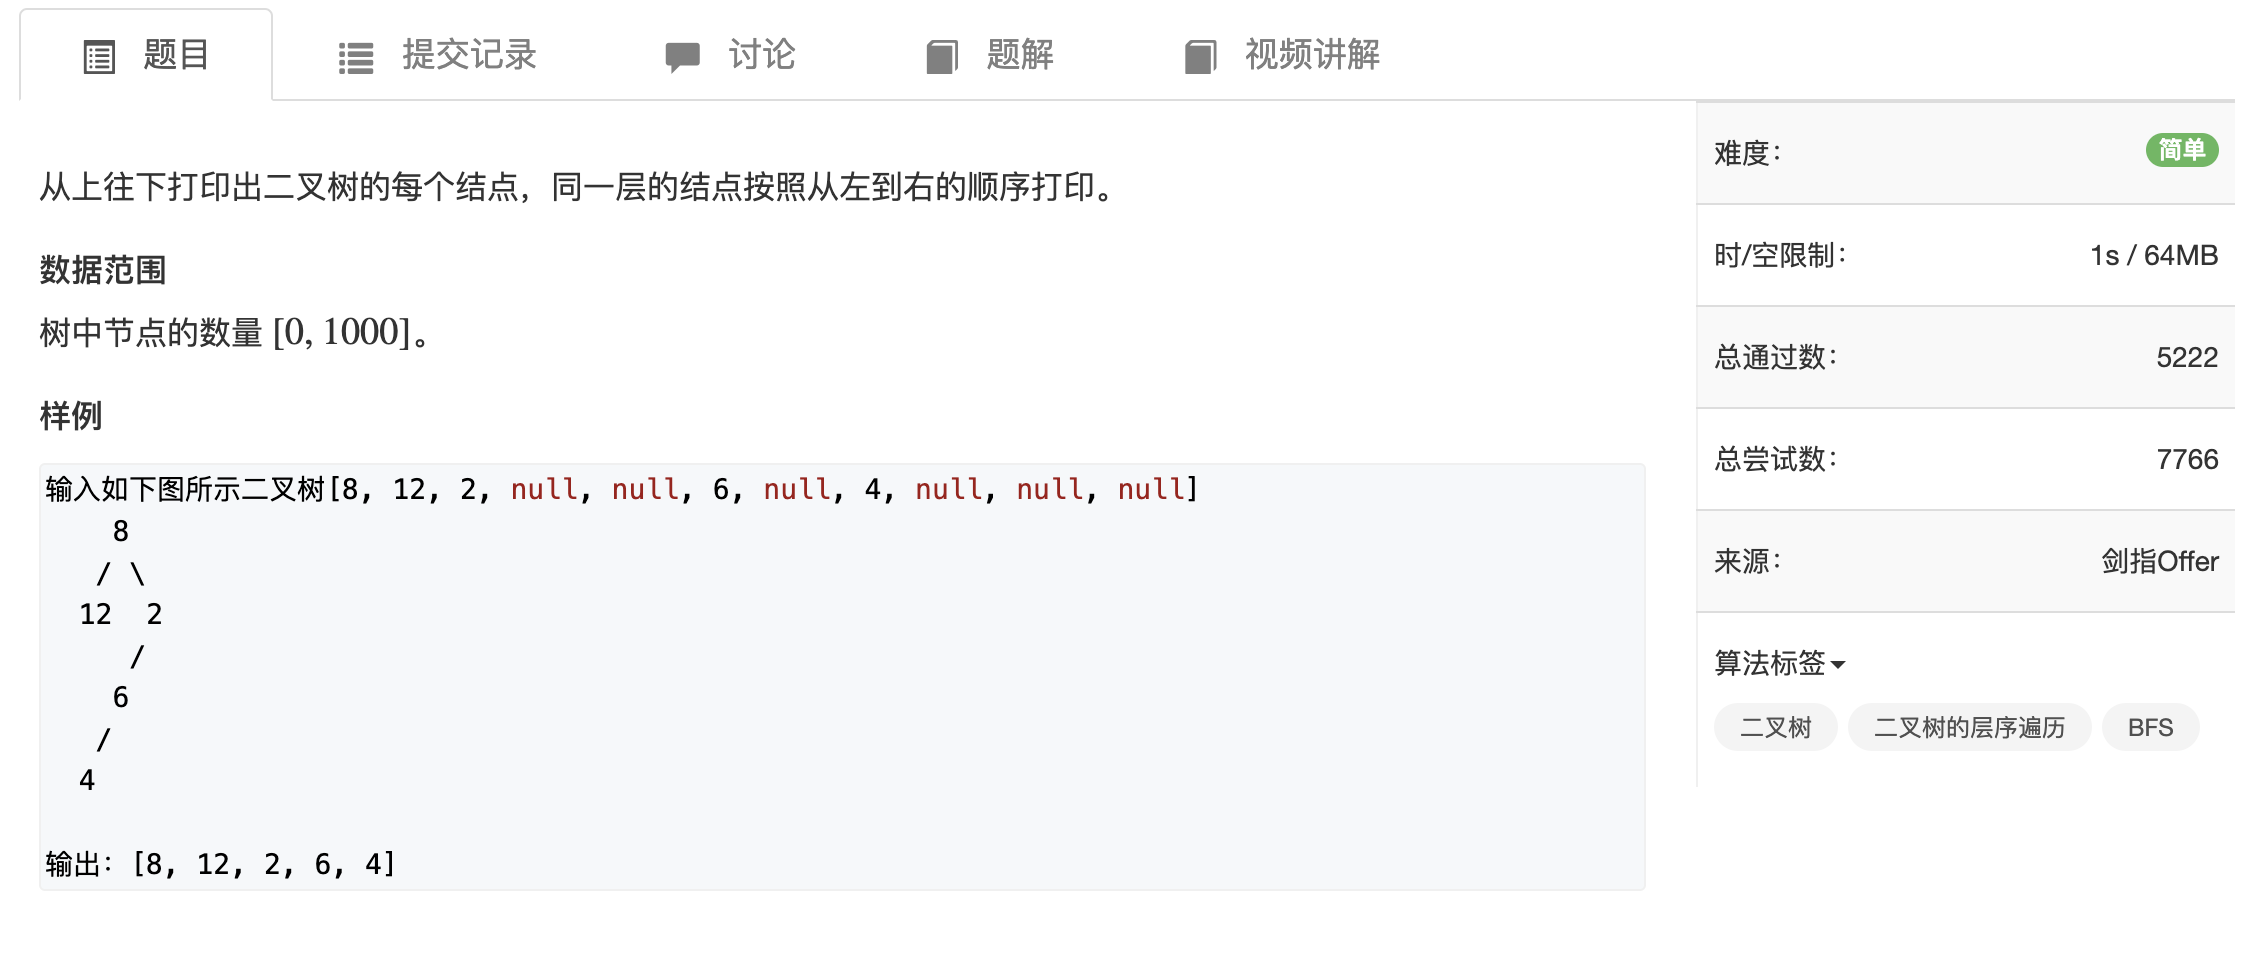 题目 提交记录 讨论 题解 视频讲解
从上往下打印出二叉树的每个结点，同一层的结点按照从左到右的顺序打印。
数据范围
树中节点的数量 [0, 1000]。
样例
输入如下图所示二叉树[8, 12, 2, null, null, 6, null, 4, null, null, null]
    8
   / \
  12  2
     /
    6
   /
  4
输出：[8, 12, 2, 6, 4]
难度： 简单
时/空限制： 1s / 64MB
总通过数： 5222
总尝试数： 7766
来源： 剑指Offer
算法标签
二叉树 二叉树的层序遍历 BFS